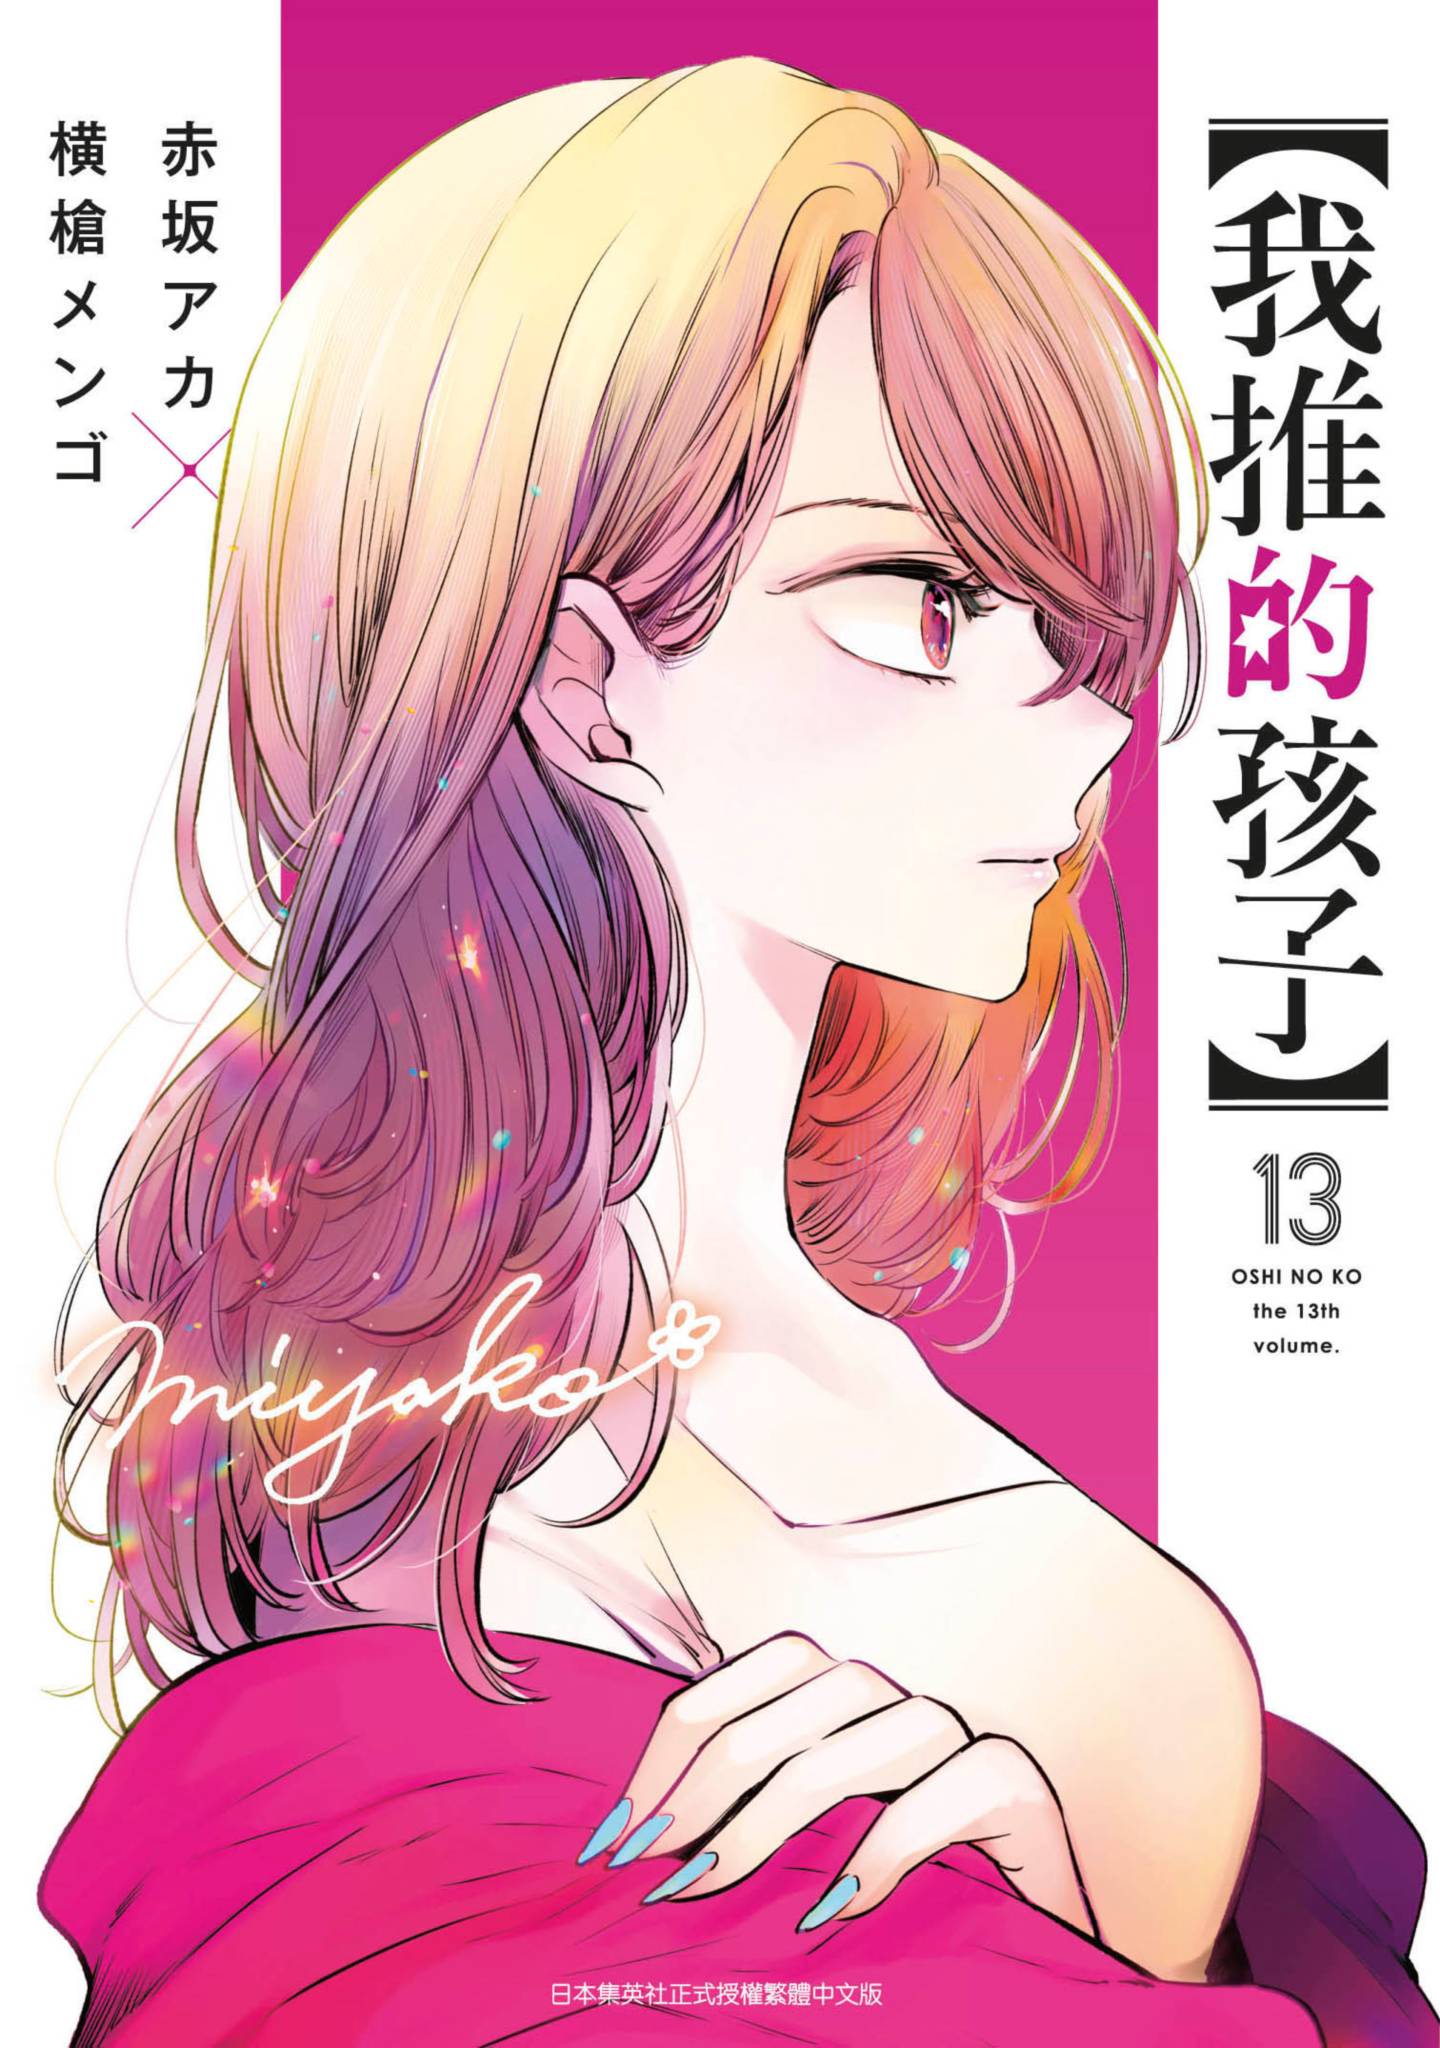 【我推的孩子】
13
OSHI NO KO
the 13th
volume.
赤坂アカ
×
横槍メンゴ
miyako
日本集英社正式授權繁體中文版